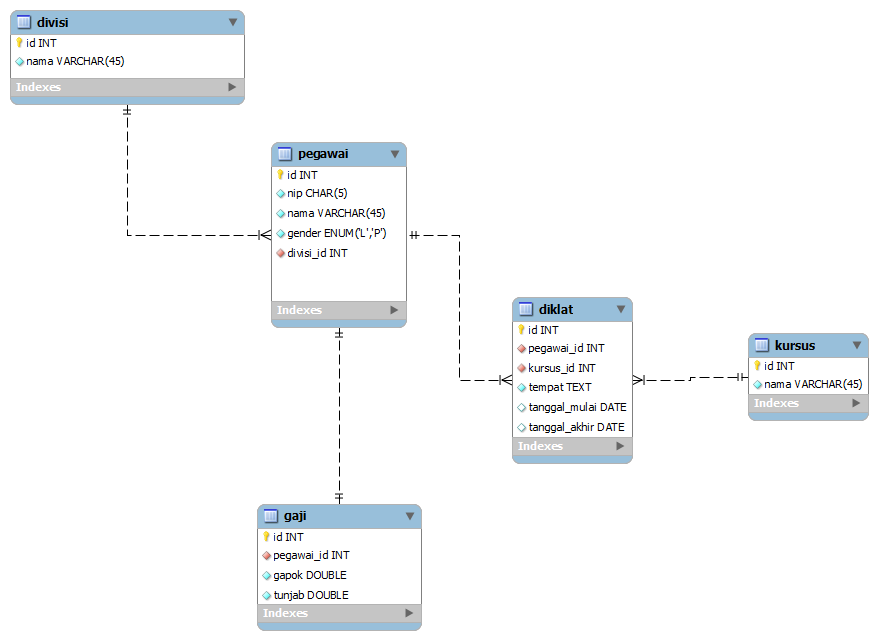 divisi
id INT
nama VARCHAR(45)
Indexes
pegawai
id INT
nip CHAR(5)
nama VARCHAR(45)
gender ENUM('L','P')
divisi_id INT
Indexes
diklat
id INT
pegawai_id INT
kursus_id INT
tempat TEXT
tanggal_mulai DATE
tanggal_akhir DATE
Indexes
kursus
id INT
nama VARCHAR(45)
Indexes
gaji
id INT
pegawai_id INT
gapok DOUBLE
tunjab DOUBLE
Indexes